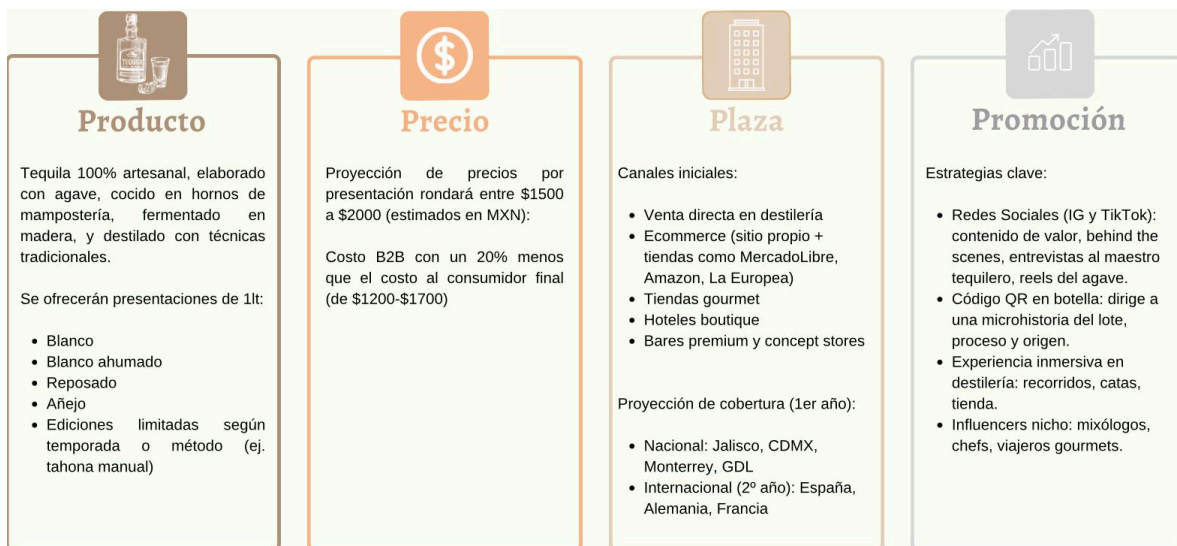 Producto
Tequila 100% artesanal, elaborado
con agave, cocido en hornos de
mampostería, fermentado en
madera, y destilado con técnicas
tradicionales.
Se ofrecerán presentaciones de 1lt:
• Blanco
• Blanco ahumado
• Reposado
• Añejo
• Ediciones limitadas según
temporada o método (ej.
tahona manual)
Precio
Proyección de precios por
presentación rondará entre $1500
a $2000 (estimados en MXN):
Costo B2B con un 20% menos
que el costo al consumidor final
(de $1200-$1700)
Plaza
Canales iniciales:
• Venta directa en destilería
• Ecommerce (sitio propio +
tiendas como MercadoLibre,
Amazon, La Europea)
• Tiendas gourmet
• Hoteles boutique
• Bares premium y concept stores
Proyección de cobertura (1er año):
• Nacional: Jalisco, CDMX,
Monterrey, GDL
• Internacional (2º año): España,
Alemania, Francia
Promoción
Estrategias clave:
• Redes Sociales (IG y TikTok):
contenido de valor, behind the
scenes, entrevistas al maestro
tequilero, reels del agave.
• Código QR en botella: dirige a
una microhistoria del lote,
proceso y origen.
• Experiencia inmersiva en
destilería: recorridos, catas,
tienda.
• Influencers nicho: mixólogos,
chefs, viajeros gourmets.